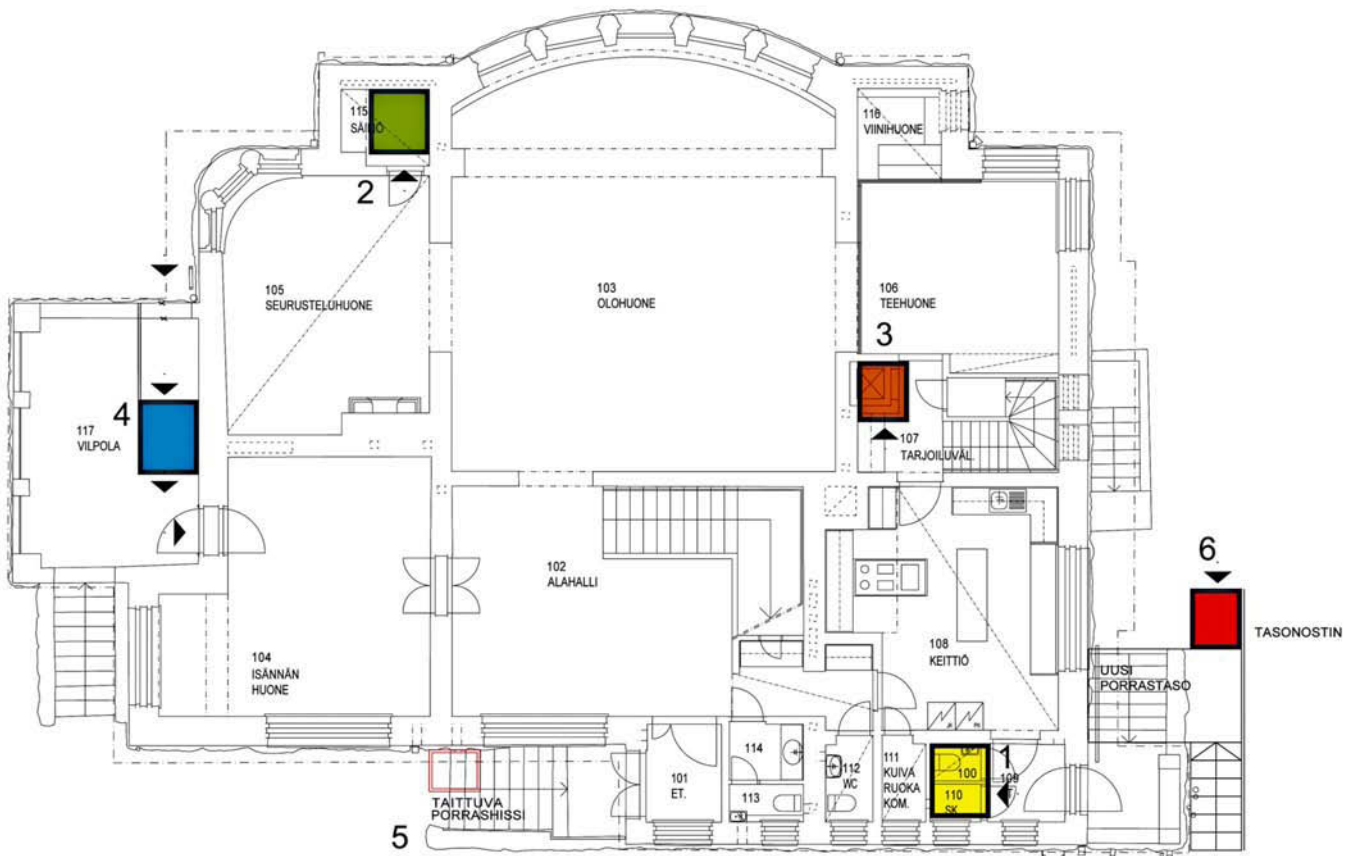 115
SÄILIÖ
2
116
VIINIHUONE
105
SEURUSTELUHUONE
103
OLOHUONE
106
TEEHUONE
3
4
117
VILPOLA
107
TARJOILUVÄL.
6
TASONOSTIN
102
ALAHALLI
104
ISÄNNÄN
HUONE
108
KEITTIÖ
UUSI
PORRASTASO
TAITTUVA
PORRASHISSI
5
101
ET.
114
113
112
WC
111
KUIVA
RUOKA
KOM.
100
110
SK.
1
109